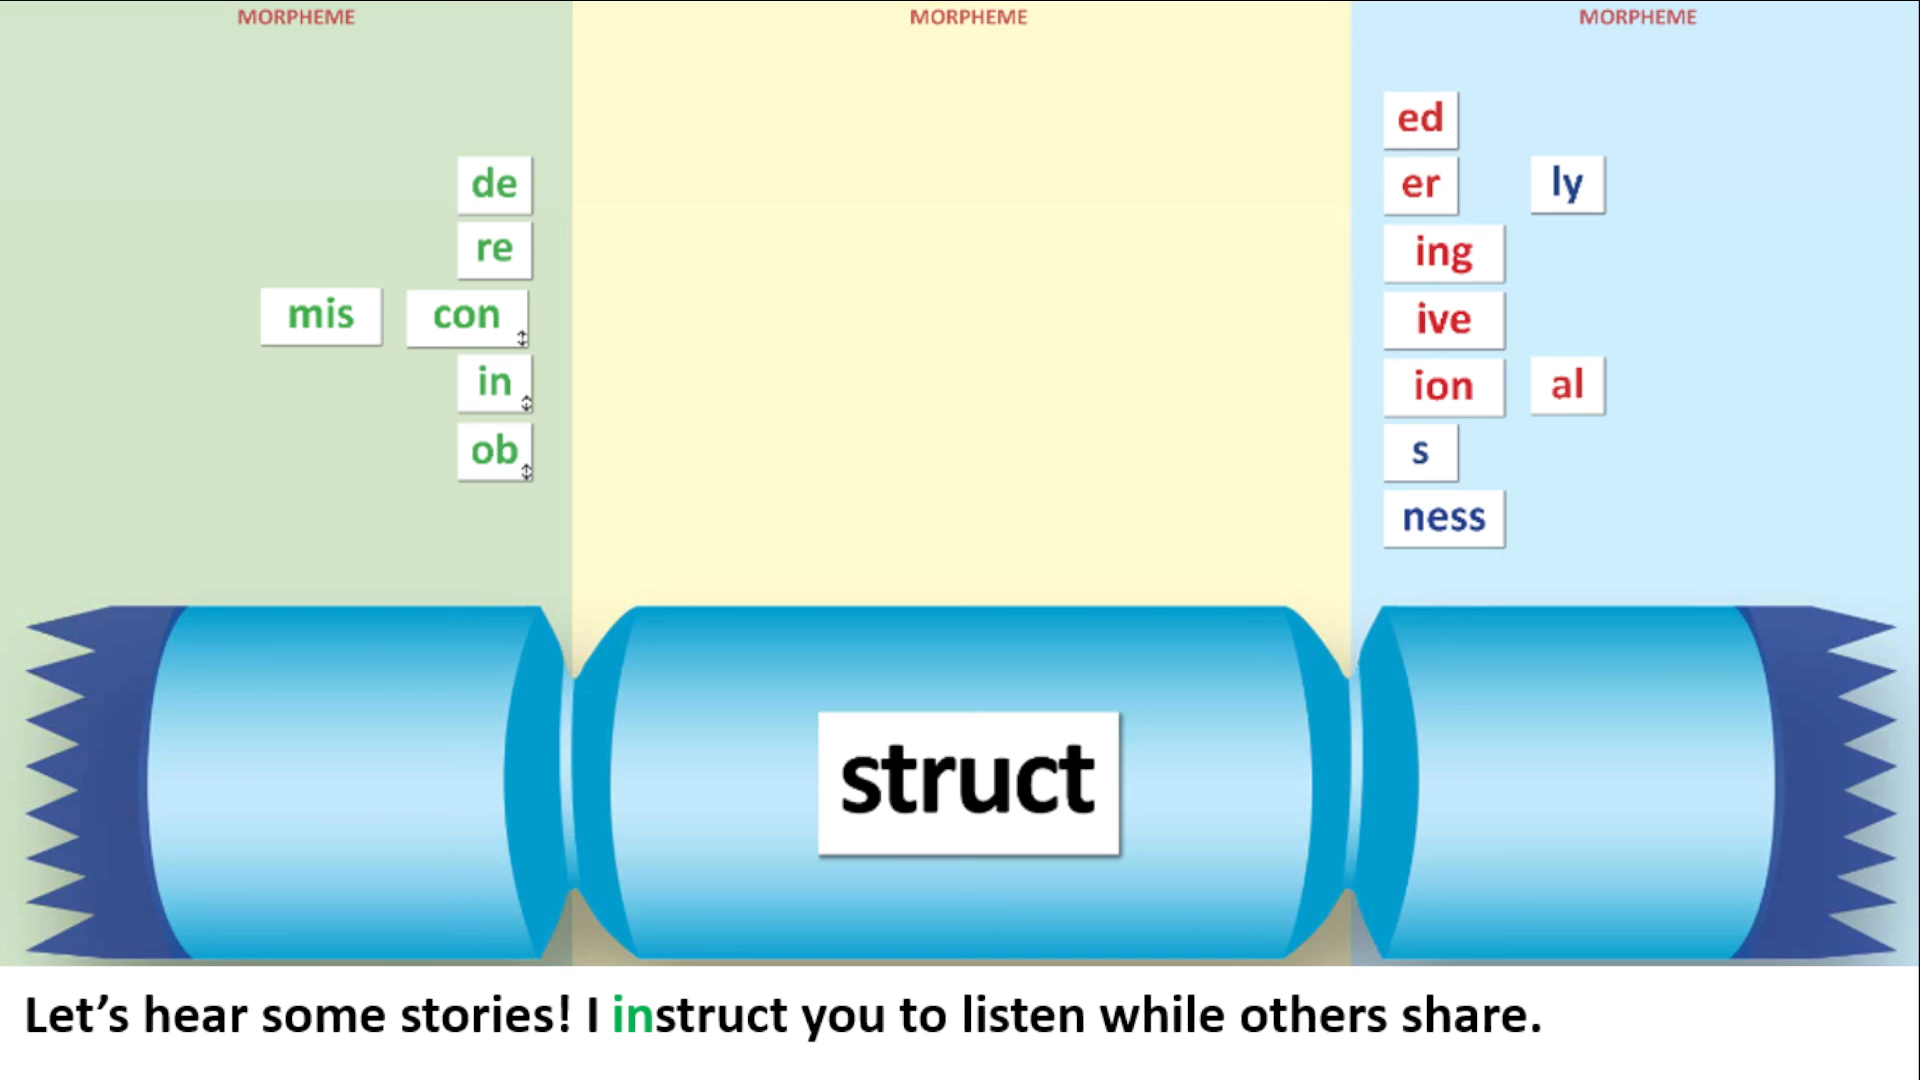 MORPHEME MORPHEME MORPHEME
de
re
mis con
in
ob
ed
er ly
ing
ive
ion al
s
ness
struct
Let’s hear some stories! I instruct you to listen while others share.